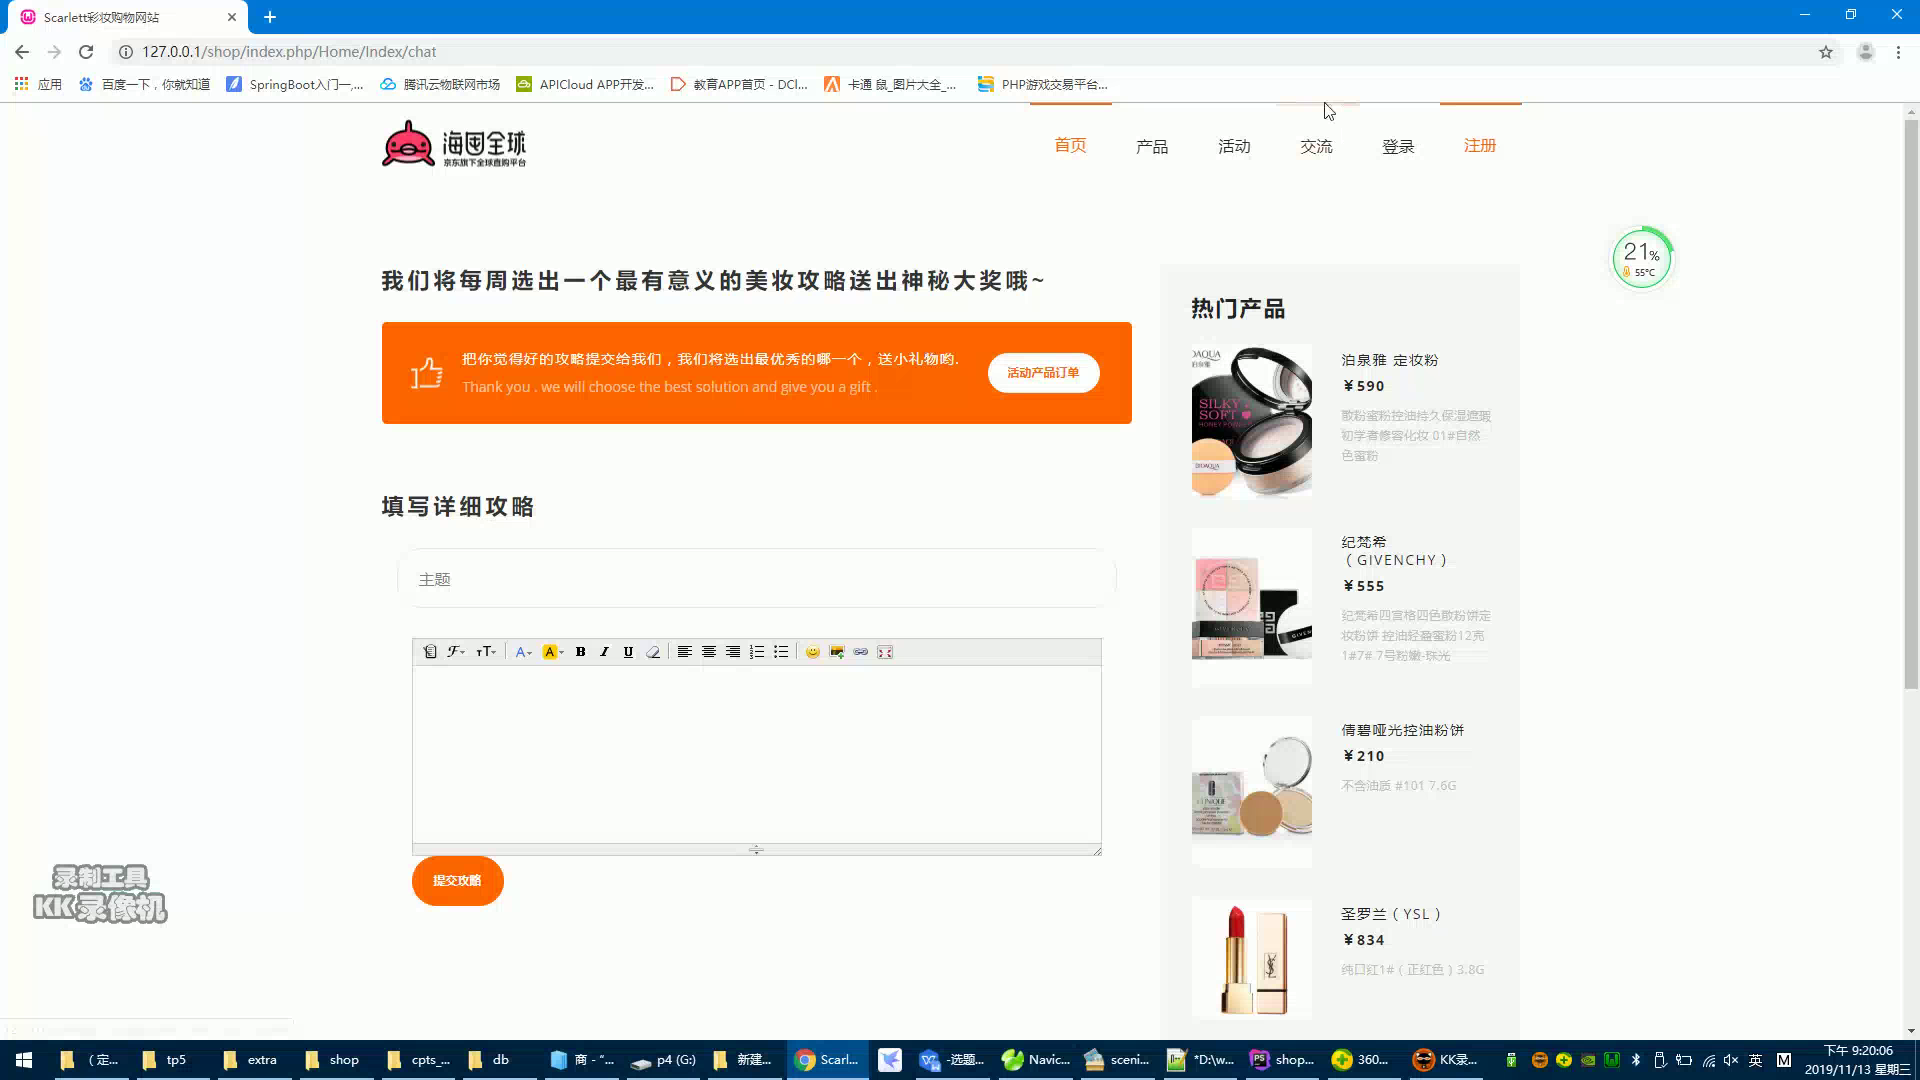 Scarlett彩妆购物网站
127.0.0.1/shop/index.php/Home/Index/chat
应用
百度一下，你就知道
SpringBoot入门一,...
腾讯云物联网市场
APICloud APP开发...
教育APP首页 - DCl...
卡通 鼠_图片大全_...
PHP游戏交易平台...
海囤全球
京东旗下全球直购平台
首页
产品
活动
交流
登录
注册
21%
55°C
我们将每周选出一个最有意义的美妆攻略送出神秘大奖哦~
把你觉得好的攻略提交给我们，我们将选出最优秀的哪一个，送小礼物哟.
Thank you . we will choose the best solution and give you a gift .
活动产品订单
填写详细攻略
主题
提交攻略
热门产品
SILKY
SOFT
泊泉雅 定妆粉
￥590
散粉蜜粉控油持久保湿遮瑕
初学者修容化妆 01#自然
色蜜粉
纪梵希
（GIVENCHY）
￥555
纪梵希四宫格四色散粉饼定
妆粉饼 控油轻盈蜜粉12克
1#7# 7号粉嫩-珠光
倩碧哑光控油粉饼
￥210
不含油质 #101 7.6G
圣罗兰（YSL）
￥834
纯口红1#（正红色）3.8G
录制工具
KK录像机
（定...
tp5
extra
shop
cpts_...
db
商 - “...
p4 (G:)
新建...
Scarl...
-选题...
Navic...
sceni...
*D:\w...
shop...
360...
KK录...
英
M
下午 9:20:06
2019/11/13 星期三